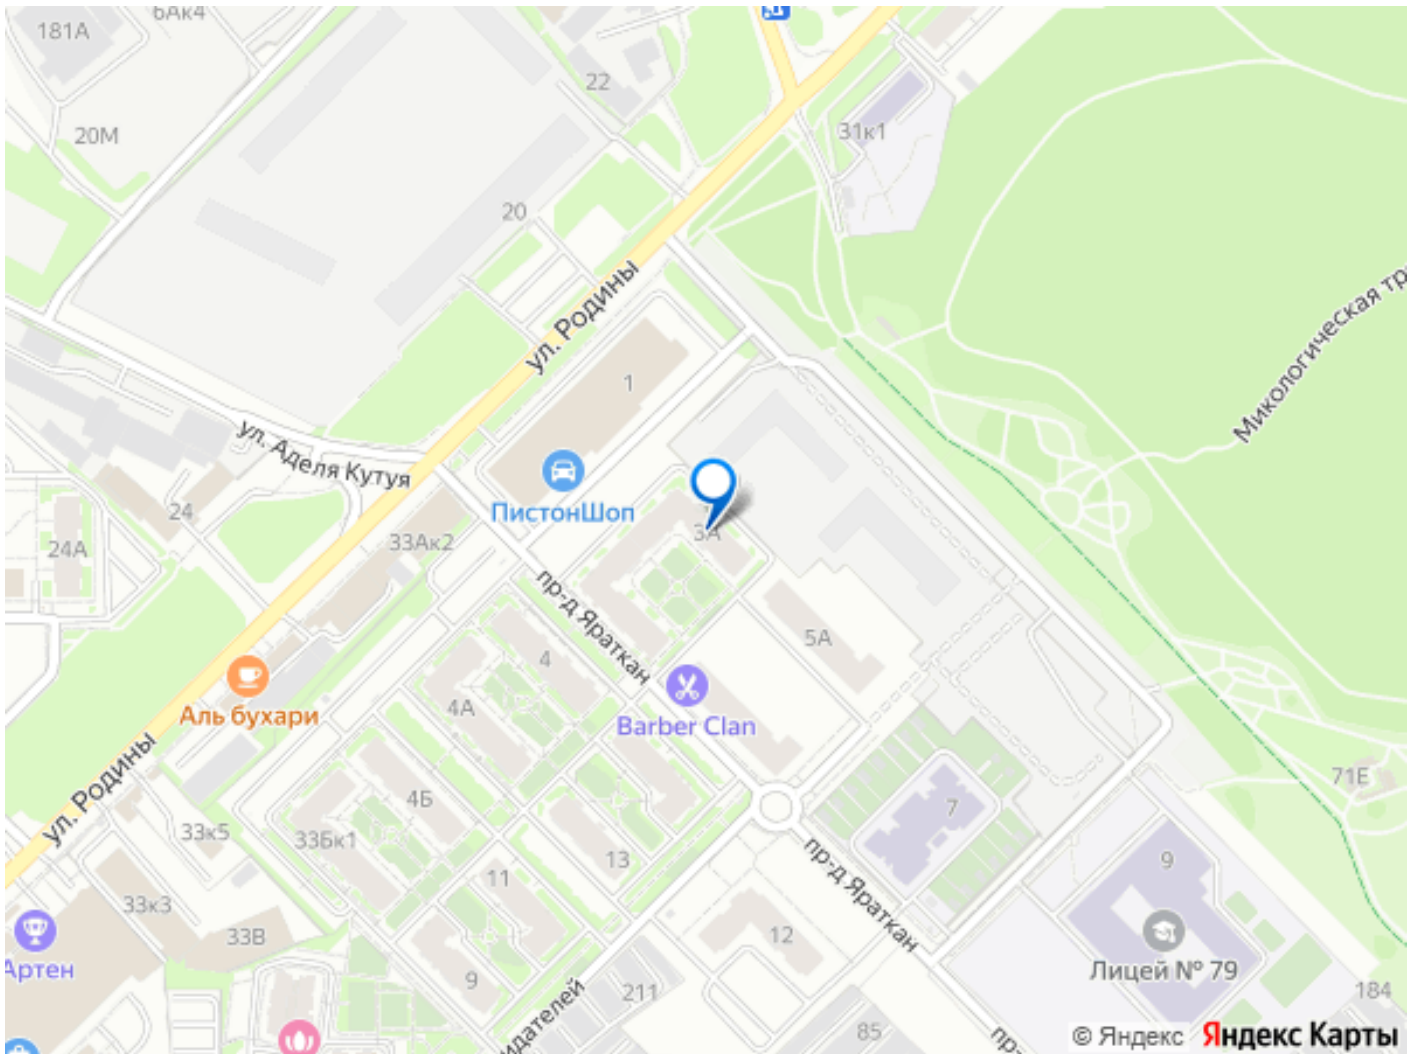 6Ак4
181А
22
20М
31к1
20
ул. Родины
Микологическая тр
1
ул. Аделя Кутуя
ПистонШоп
24
3А
33Ак2
24А
пр-д Яраткан
5А
4
Barber Clan
4А
Аль бухари
ул. Родины
71Е
4Б
7
33к5
33Бк1
13
9
пр-д Яраткан
11
33к3
33В
12
Артен
Лицей № 79
9
211
184
идателей
85
пр-
© Яндекс Яндекс Карты